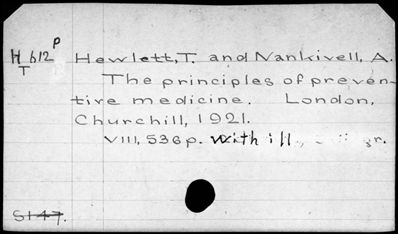 H 612 P Hewlett, T. and Nankivell, A.
T The principles of preven-
tive medicine. London,
Churchill, 1921.
VIII, 536 p. with ill.,
S147.